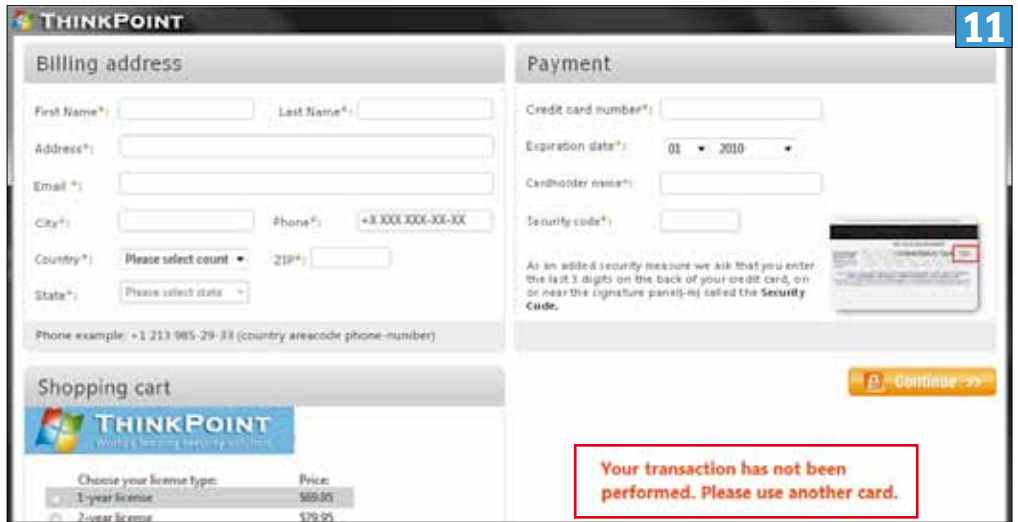 THINKPOINT
11
Billing address
First Name*:
Last Name*:
Address*:
Email *:
City*:
Phone*:
+X XXX XXX-XX-XX
Country*:
Please select count
ZIP*:
State*:
Please select state
Phone example: +1 213 985-29-33 (country areacode phone-number)
Payment
Credit card number*:
Expiration date*:
01
2010
Cardholder name*:
Security code*:
As an added security measure we ask that you enter
the last 3 digits on the back of your credit card, on
or near the signature panel(-m) called the Security
Code.
Continue >>
Shopping cart
THINKPOINT
Choose your license type:
Price:
1-year license
$69.95
2-year license
$79.95
Your transaction has not been
performed. Please use another card.